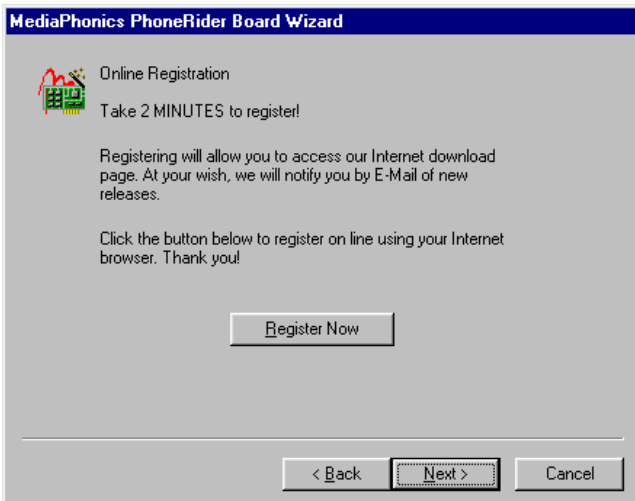 MediaPhonics PhoneRider Board Wizard
Online Registration
Take 2 MINUTES to register!
Registering will allow you to access our Internet download
page. At your wish, we will notify you by E-Mail of new
releases.
Click the button below to register on line using your Internet
browser. Thank you!
Register Now
< Back
Next >
Cancel